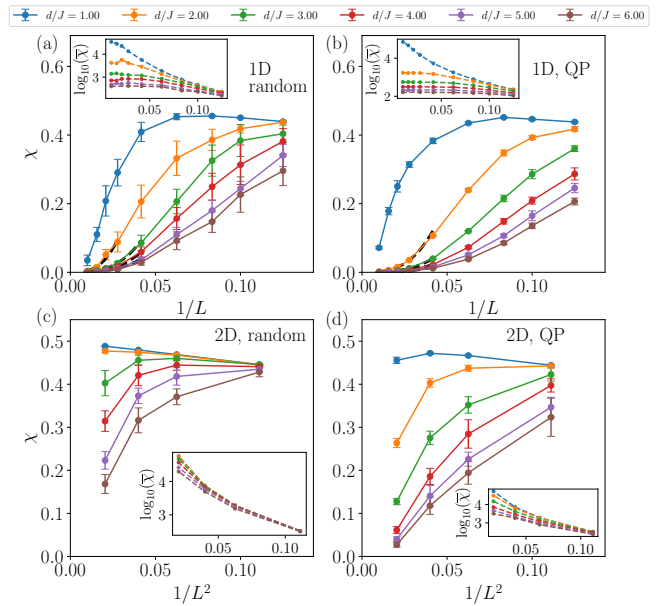 d/J = 1.00 d/J = 2.00 d/J = 3.00 d/J = 4.00 d/J = 5.00 d/J = 6.00
(a)
1D
random
log₁₀(χ̅)
4
3
0.05
0.10
χ
0.6
0.4
0.2
0.0
0.00 0.05 0.10
1/L
(b)
1D, QP
log₁₀(χ̅)
4
2
0.05
0.10
0.6
0.4
0.2
0.0
0.00 0.05 0.10
1/L
(c)
2D, random
χ
0.5
0.4
0.3
0.2
0.1
0.0
log₁₀(χ̅)
4
3
0.05
0.10
0.00 0.05 0.10
1/L²
(d)
2D, QP
0.5
0.4
0.3
0.2
0.1
0.0
log₁₀(χ̅)
4
3
0.05
0.10
0.00 0.05 0.10
1/L²